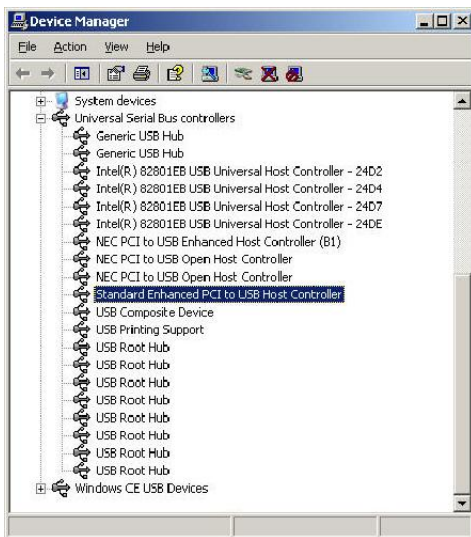 Device Manager
File Action View Help
System devices
Universal Serial Bus controllers
Generic USB Hub
Generic USB Hub
Intel(R) 82801EB USB Universal Host Controller - 24D2
Intel(R) 82801EB USB Universal Host Controller - 24D4
Intel(R) 82801EB USB Universal Host Controller - 24D7
Intel(R) 82801EB USB Universal Host Controller - 24DE
NEC PCI to USB Enhanced Host Controller (B1)
NEC PCI to USB Open Host Controller
NEC PCI to USB Open Host Controller
Standard Enhanced PCI to USB Host Controller
USB Composite Device
USB Printing Support
USB Root Hub
USB Root Hub
USB Root Hub
USB Root Hub
USB Root Hub
USB Root Hub
USB Root Hub
USB Root Hub
Windows CE USB Devices